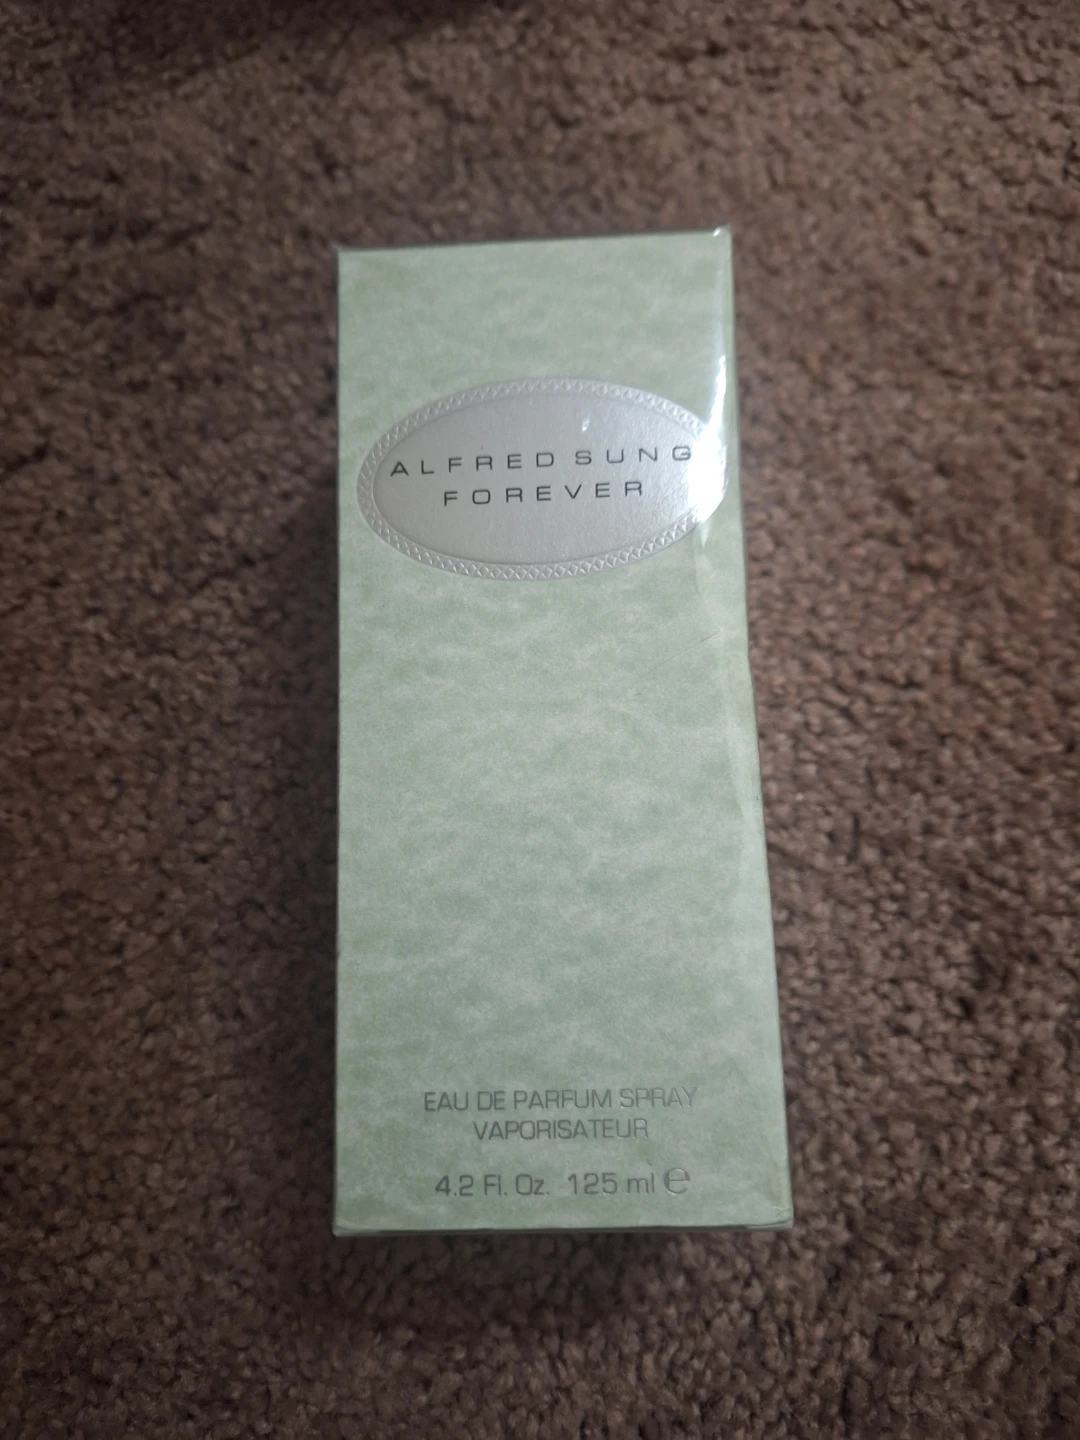 ALFRED SUNG
FOREVER
EAU DE PARFUM SPRAY
VAPORISATEUR
4.2 Fl. Oz. 125 ml ℮